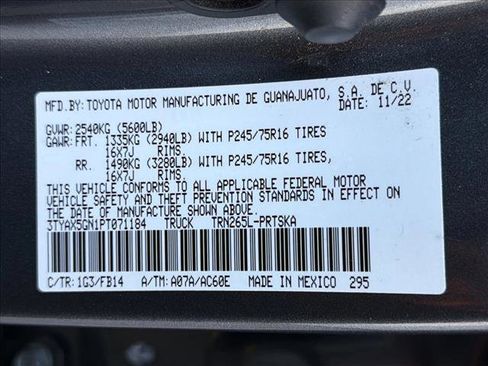 MFD.BY: TOYOTA MOTOR MANUFACTURING DE GUANAJUATO, S.A. DE C.V.
DATE: 11/22
GVWR: 2540KG (5600LB)
GAWR: FRT. 1335KG (2940LB) WITH P245/75R16 TIRES
16X7J RIMS,
RR. 1490KG (3280LB) WITH P245/75R16 TIRES,
16X7J RIMS.
THIS VEHICLE CONFORMS TO ALL APPLICABLE FEDERAL MOTOR
VEHICLE SAFETY AND THEFT PREVENTION STANDARDS IN EFFECT ON
THE DATE OF MANUFACTURE SHOWN ABOVE.
3TYAX5GN1PT071184 TRUCK TRN265L-PRTSKA
C/TR: 1G3/FB14 A/TM: A07A/AC60E MADE IN MEXICO 295